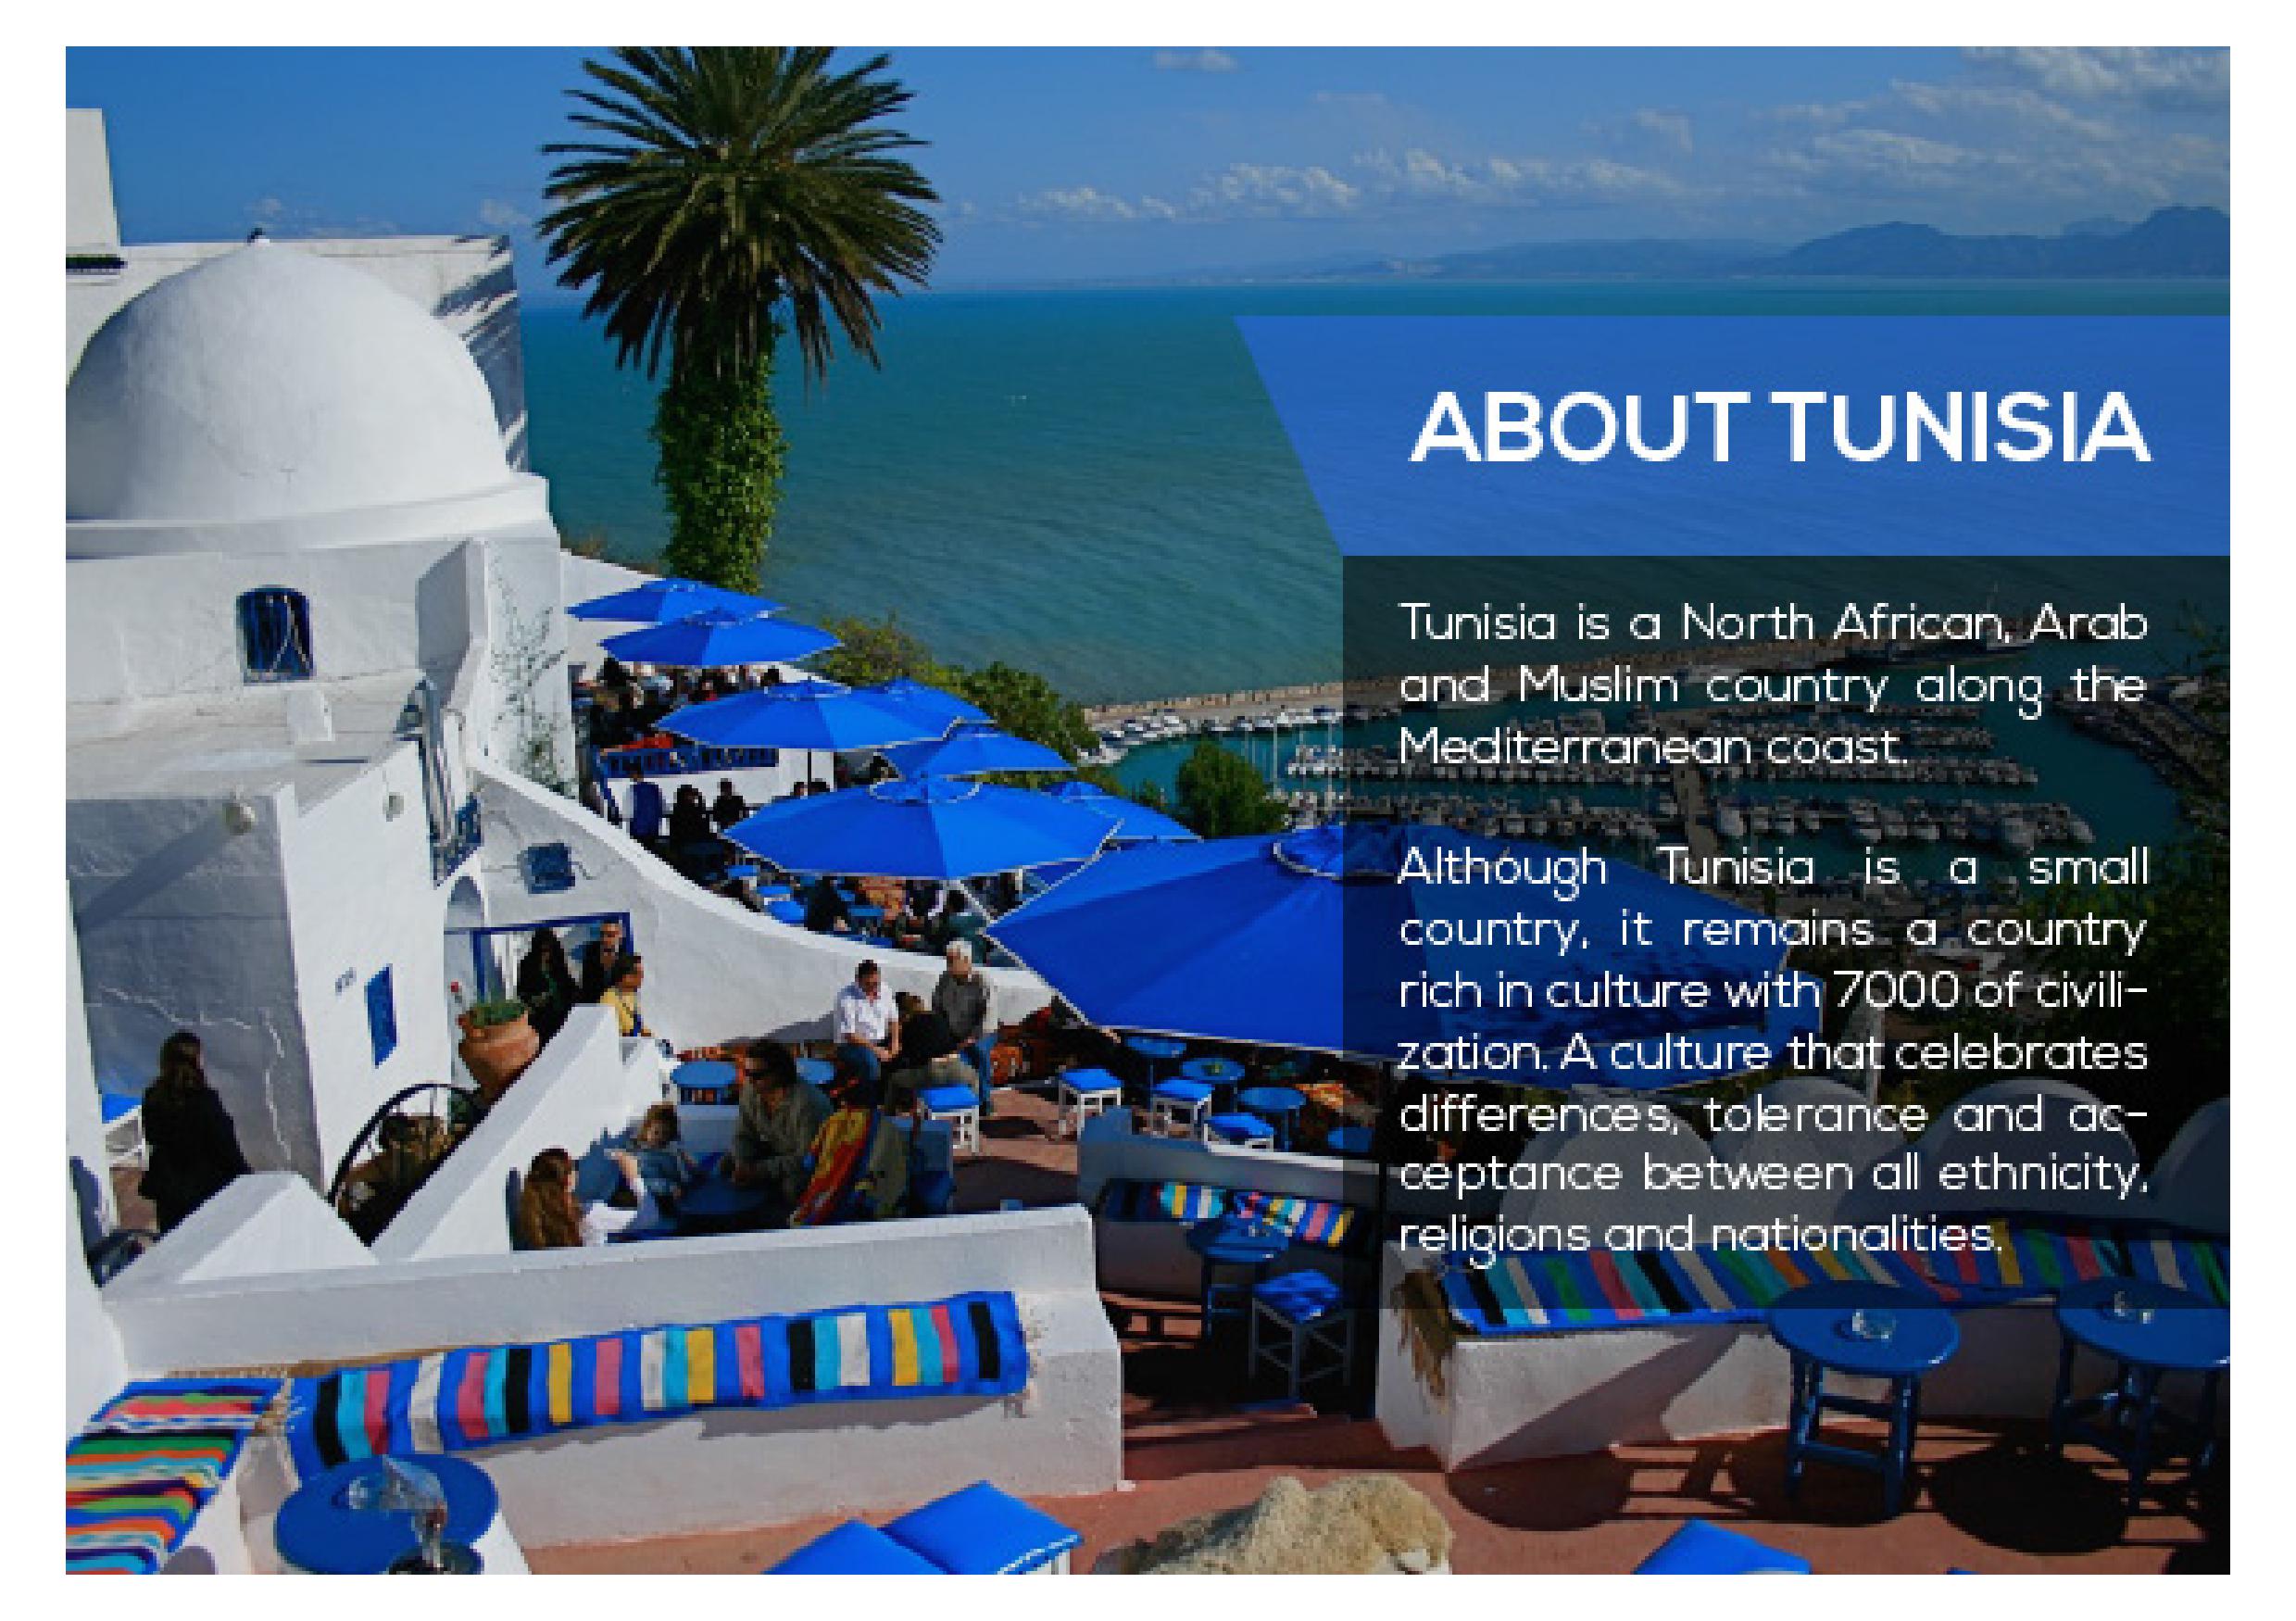 ABOUT TUNISIA
Tunisia is a North African, Arab
and Muslim country along the
Mediterranean coast.
Although Tunisia is a small
country, it remains a country
rich in culture with 7000 of civili-
zation. A culture that celebrates
differences, tolerance and ac-
ceptance between all ethnicity,
religions and nationalities.